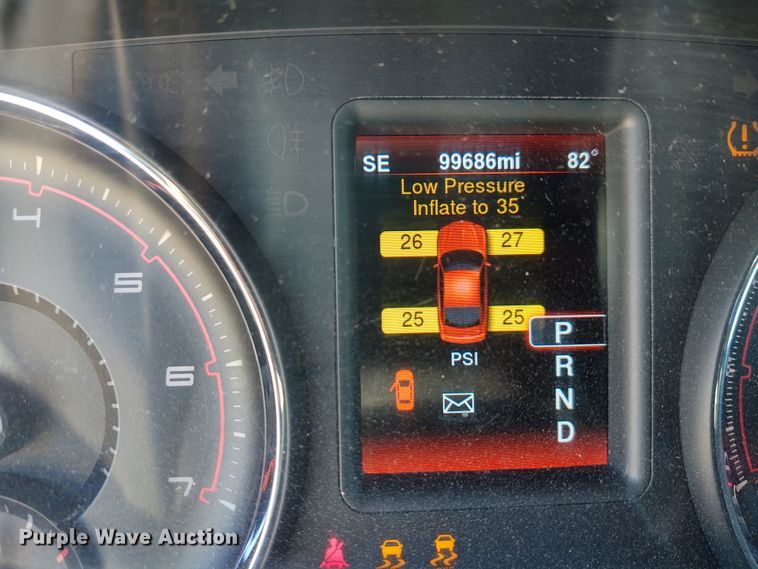 SE 99686mi 82°
Low Pressure
Inflate to 35
26 27
25 25
PSI
P
R
N
D
4
5
6
7
Purple Wave Auction